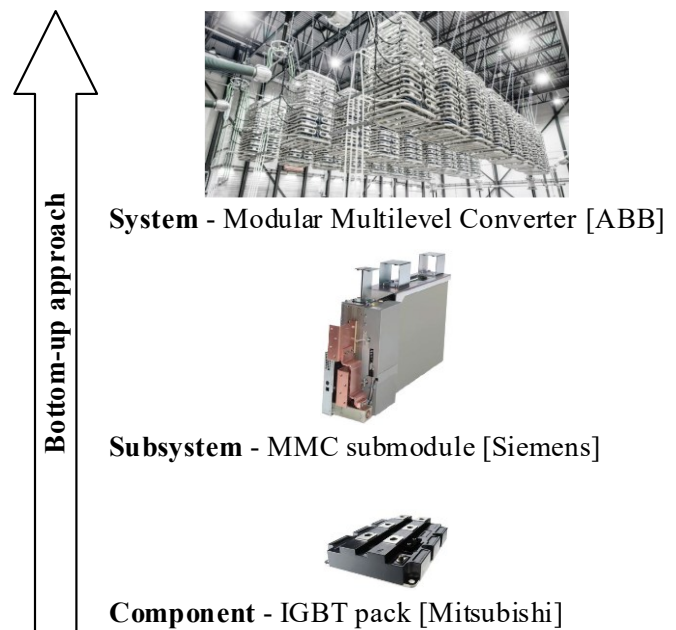 System - Modular Multilevel Converter [ABB]
Bottom-up approach
Subsystem - MMC submodule [Siemens]
Component - IGBT pack [Mitsubishi]